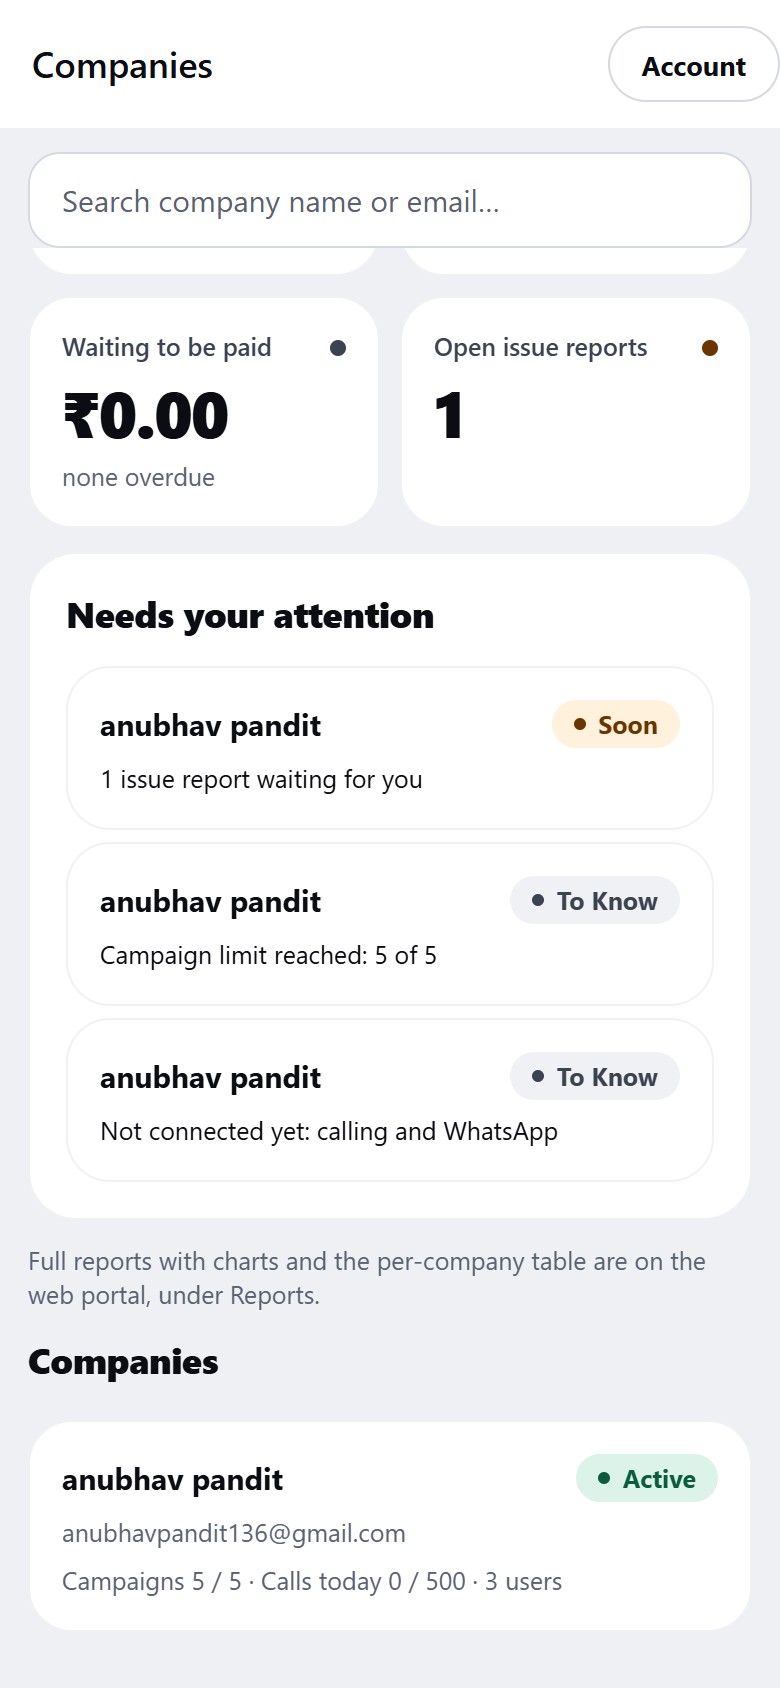 Companies
Account
Search company name or email...
Waiting to be paid
₹0.00
none overdue
Open issue reports
1
Needs your attention
anubhav pandit
Soon
1 issue report waiting for you
anubhav pandit
To Know
Campaign limit reached: 5 of 5
anubhav pandit
To Know
Not connected yet: calling and WhatsApp
Full reports with charts and the per-company table are on the
web portal, under Reports.
Companies
anubhav pandit
Active
anubhavpandit136@gmail.com
Campaigns 5 / 5 · Calls today 0 / 500 · 3 users